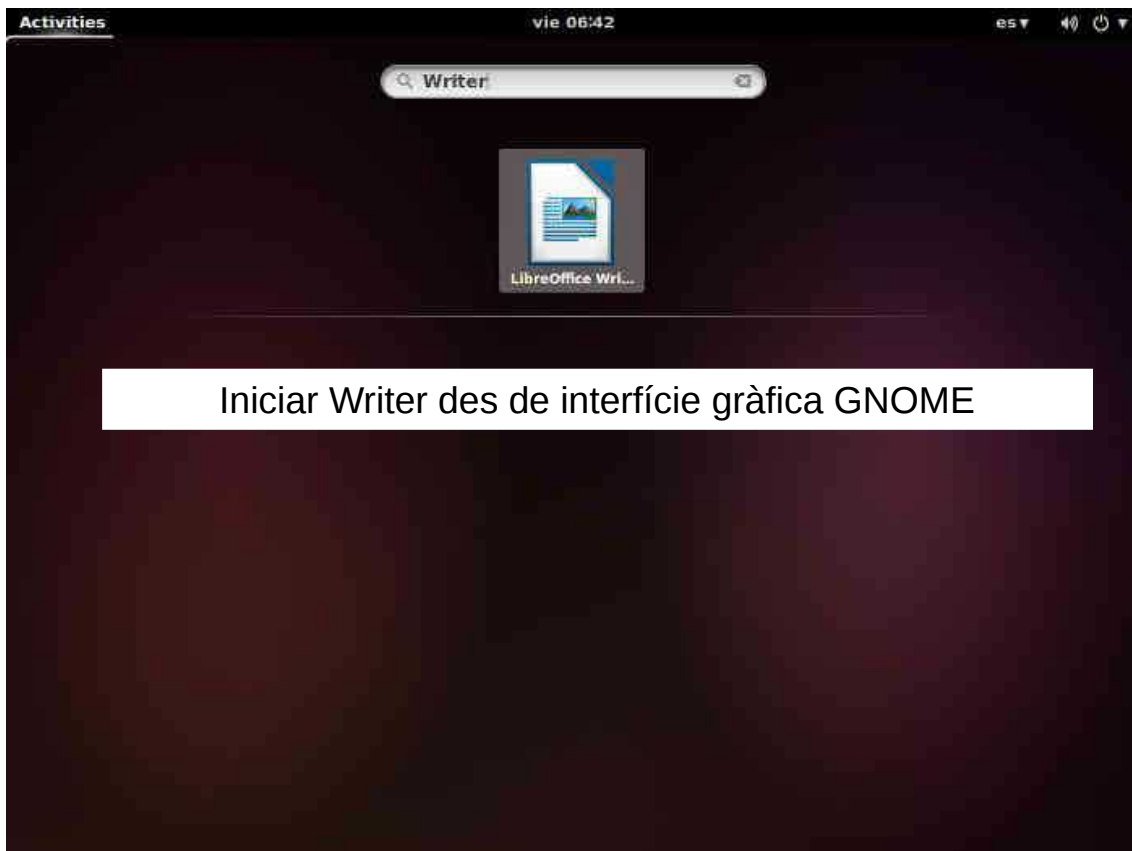 Activities vie 06:42 es
Writer
LibreOffice Wri...
Iniciar Writer des de interfície gràfica GNOME